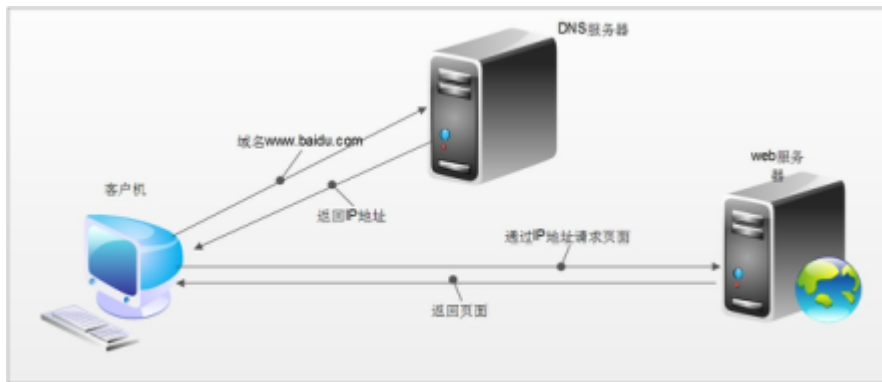 DNS服务器
域名www.baidu.com
web服务
器
客户机
返回IP地址
通过IP地址请求页面
返回页面